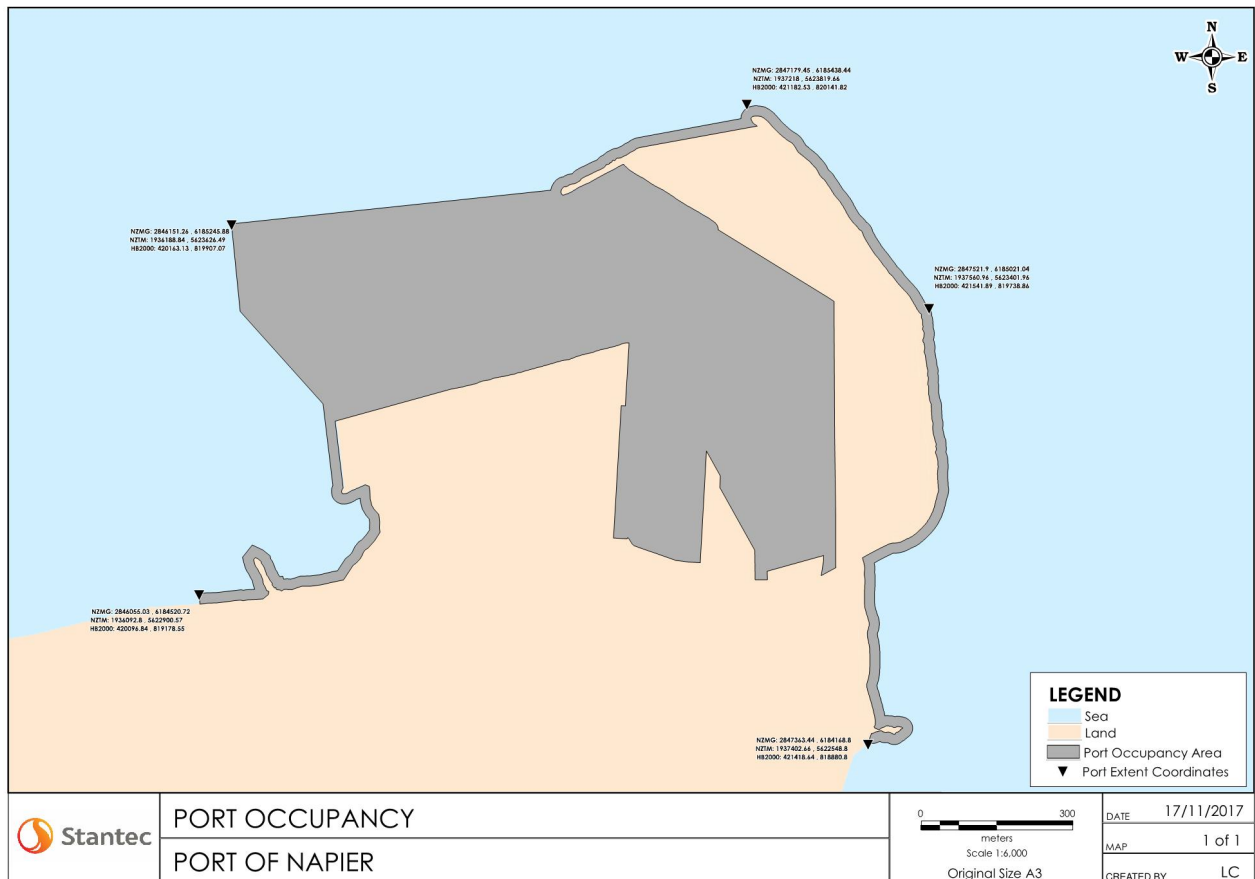 N
W E
S
NZMG: 2847179.45 , 6185438.44
NZTM: 1937218 , 5623819.66
HB2000: 421182.53 , 820141.82
NZMG: 2846151.26 , 6185245.88
NZTM: 1936188.84 , 5623626.49
HB2000: 420163.13 , 819907.07
NZMG: 2847521.9 , 6185021.04
NZTM: 1937560.96 , 5623401.96
HB2000: 421541.89 , 819738.86
NZMG: 2846055.03 , 6184520.72
NZTM: 1936092.8 , 5622900.57
HB2000: 420096.84 , 819178.55
NZMG: 2847363.44 , 6184168.8
NZTM: 1937402.66 , 5622548.8
HB2000: 421418.64 , 818880.8
LEGEND
Sea
Land
Port Occupancy Area
Port Extent Coordinates
Stantec
PORT OCCUPANCY
PORT OF NAPIER
0 300
meters
Scale 1:6,000
Original Size A3
DATE 17/11/2017
MAP 1 of 1
CREATED BY LC